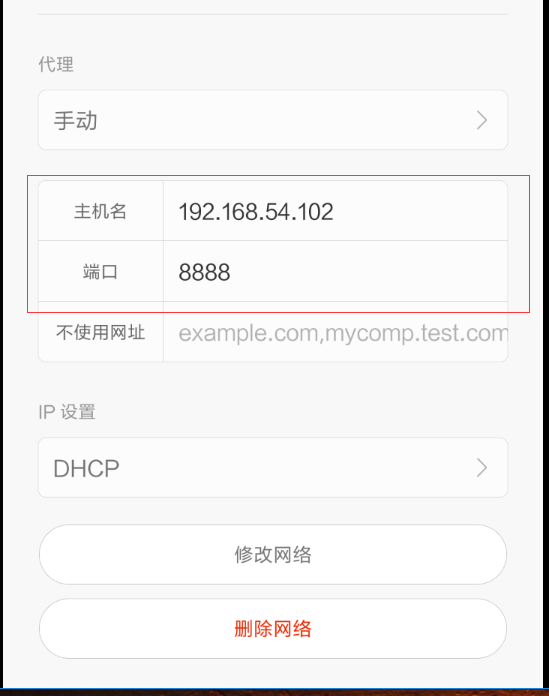 代理
手动
主机名 192.168.54.102
端口 8888
不使用网址 example.com,mycomp.test.com
IP 设置
DHCP
修改网络
删除网络